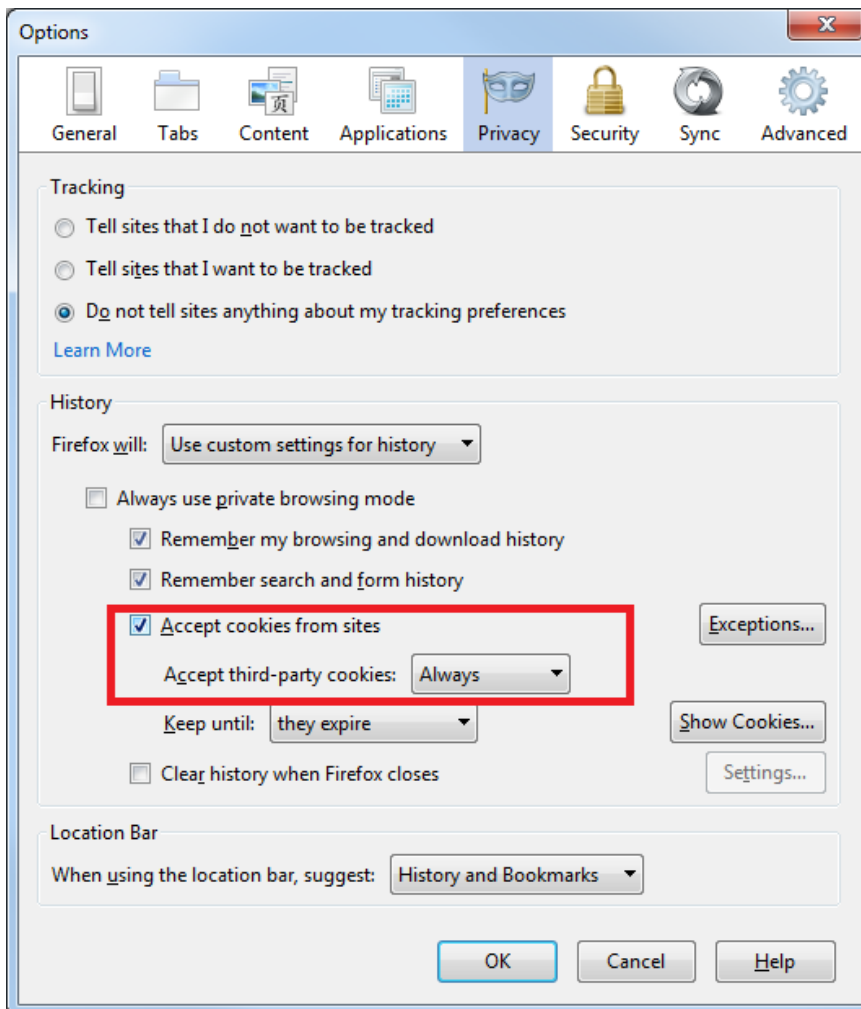 Options
General Tabs Content Applications Privacy Security Sync Advanced
页
Tracking
Tell sites that I do not want to be tracked
Tell sites that I want to be tracked
Do not tell sites anything about my tracking preferences
Learn More
History
Firefox will: Use custom settings for history
Always use private browsing mode
Remember my browsing and download history
Remember search and form history
Accept cookies from sites Exceptions...
Accept third-party cookies: Always
Keep until: they expire Show Cookies...
Clear history when Firefox closes Settings...
Location Bar
When using the location bar, suggest: History and Bookmarks
OK Cancel Help